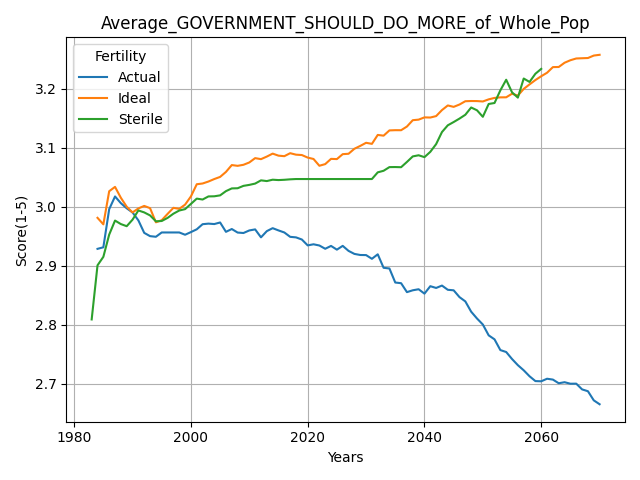 Average_GOVERNMENT_SHOULD_DO_MORE_of_Whole_Pop
Fertility
Actual
Ideal
Sterile
Score(1-5)
3.2
3.1
3.0
2.9
2.8
2.7
1980 2000 2020 2040 2060
Years